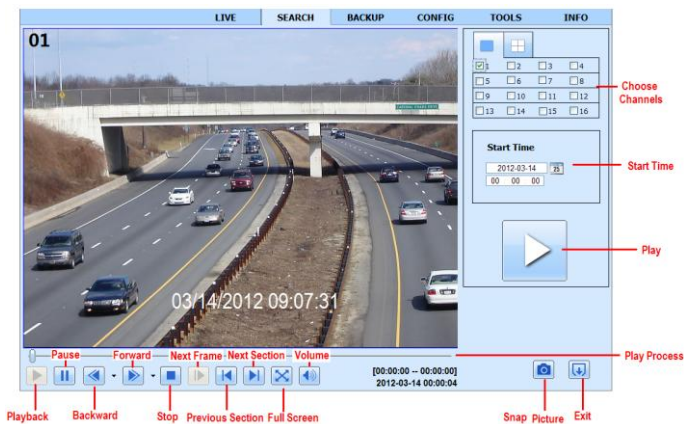 LIVE SEARCH BACKUP CONFIG TOOLS INFO
01
1 2 3 4
5 6 7 8
9 10 11 12
13 14 15 16
Choose
Channels
Start Time
2012-03-14 25
00 00 00
Start Time
Play
03/14/2012 09:07:31
Play Process
Pause Forward Next Frame Next Section Volume
[00:00:00 -- 00:00:00]
2012-03-14 00:00:04
Playback Backward Stop Previous Section Full Screen Snap Picture Exit